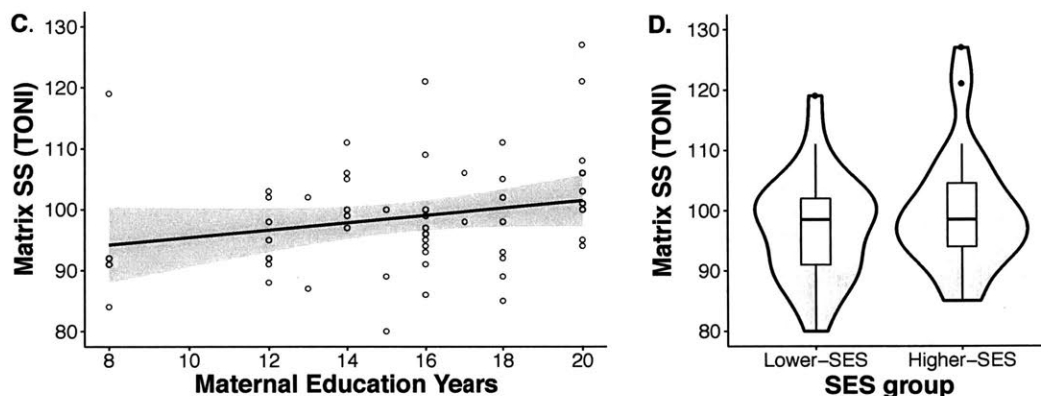 C.
Matrix SS (TONI)
130
120
110
100
90
80
8
10
12
14
16
18
20
Maternal Education Years
D.
Matrix SS (TONI)
130
120
110
100
90
80
Lower–SES
Higher–SES
SES group